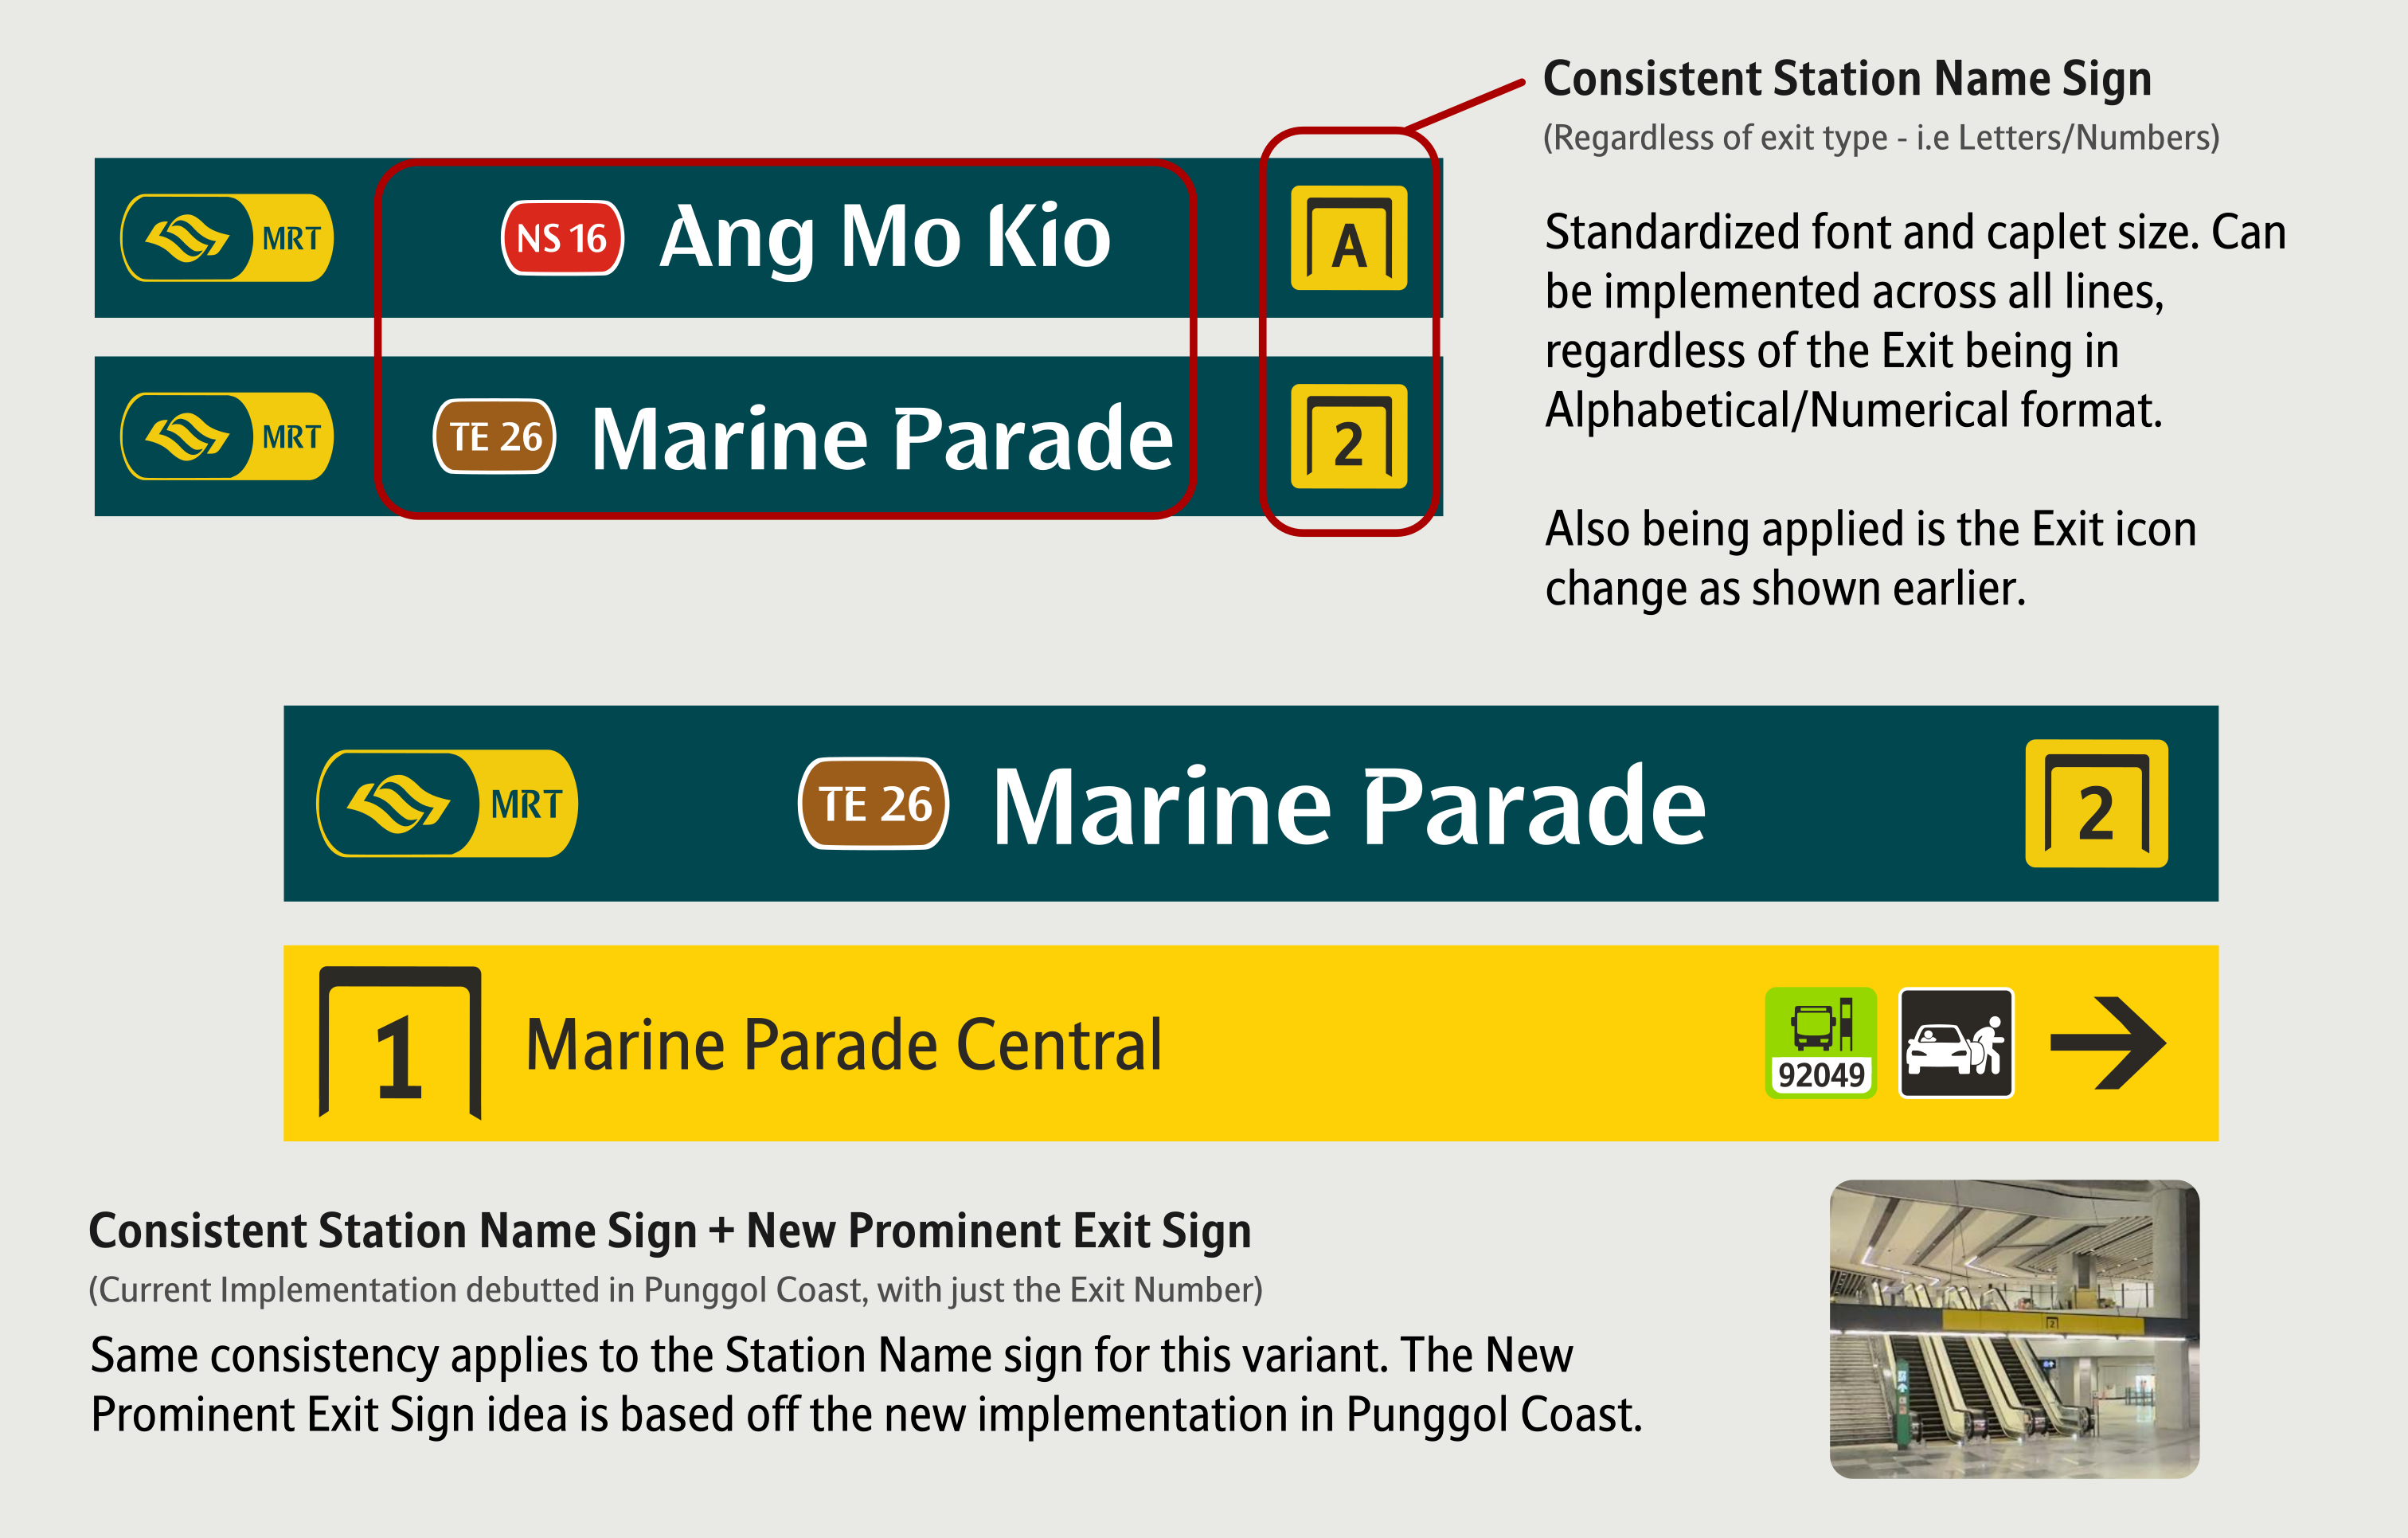 Consistent Station Name Sign
(Regardless of exit type - i.e Letters/Numbers)
MRT NS 16 Ang Mo Kio A
MRT TE 26 Marine Parade 2
Standardized font and caplet size. Can
be implemented across all lines,
regardless of the Exit being in
Alphabetical/Numerical format.
Also being applied is the Exit icon
change as shown earlier.
MRT TE 26 Marine Parade 2
1 Marine Parade Central 92049
Consistent Station Name Sign + New Prominent Exit Sign
(Current Implementation debutted in Punggol Coast, with just the Exit Number)
Same consistency applies to the Station Name sign for this variant. The New
Prominent Exit Sign idea is based off the new implementation in Punggol Coast.
2